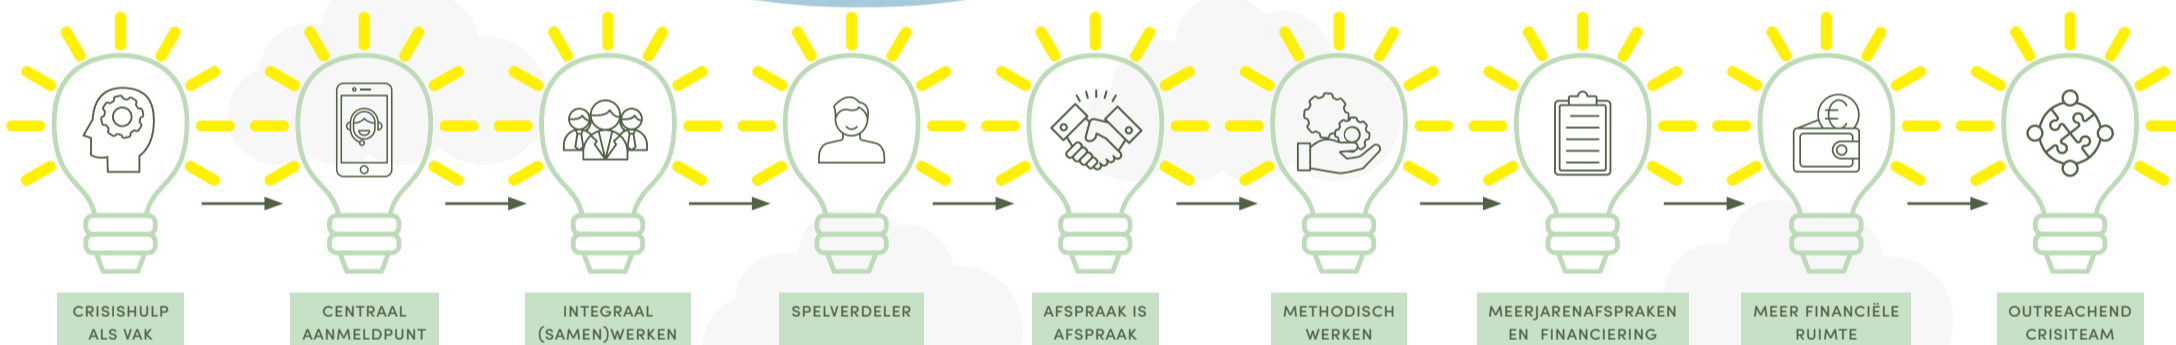 CRISISHULP
ALS VAK
CENTRAAL
AANMELDPUNT
INTEGRAAL
(SAMEN)WERKEN
SPELVERDELER
AFSPRAAK IS
AFSPRAAK
METHODISCH
WERKEN
MEERJARENAFSPRAKEN
EN FINANCIERING
MEER FINANCIËLE
RUIMTE
OUTREACHEND
CRISITEAM